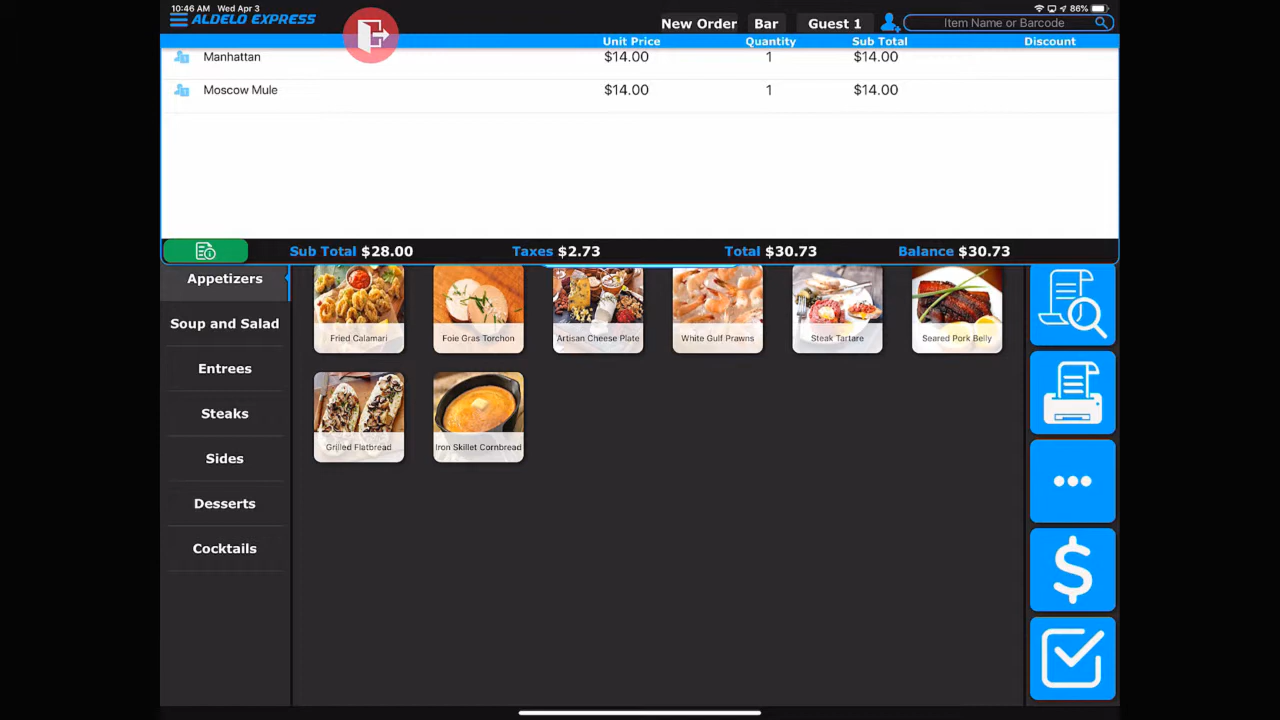 10:46 AM Wed Apr 3
86%
ALDELO EXPRESS
New Order
Bar
Guest 1
Item Name or Barcode
Unit Price
Quantity
Sub Total
Discount
Manhattan $14.00 1 $14.00
Moscow Mule $14.00 1 $14.00
Sub Total $28.00
Taxes $2.73
Total $30.73
Balance $30.73
Appetizers
Soup and Salad
Entrees
Steaks
Sides
Desserts
Cocktails
Fried Calamari
Foie Gras Torchon
Artisan Cheese Plate
White Gulf Prawns
Steak Tartare
Seared Pork Belly
Grilled Flatbread
Iron Skillet Cornbread